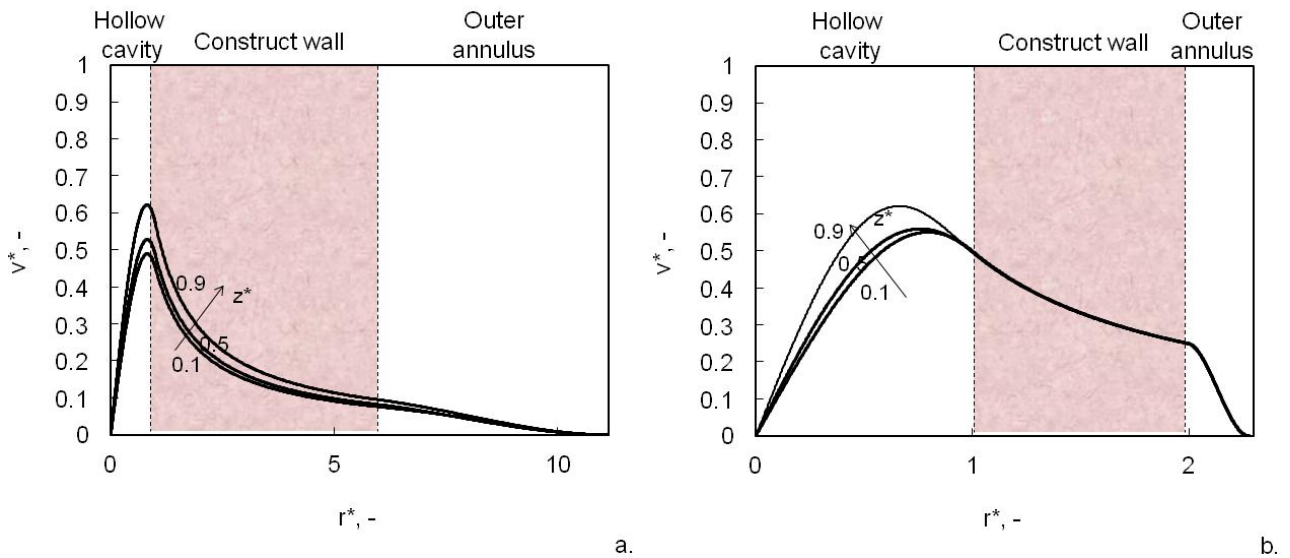 Hollow
cavity
Construct wall
Outer
annulus
1
0.9
0.8
0.7
0.6
0.5
0.4
0.3
0.2
0.1
0
v*, -
0.9
z*
0.5
0.1
0
5
10
r*, -
a.
Hollow
cavity
Construct wall
Outer
annulus
1
0.9
0.8
0.7
0.6
0.5
0.4
0.3
0.2
0.1
0
v*, -
z*
0.9
0.5
0.1
0
1
2
r*, -
b.